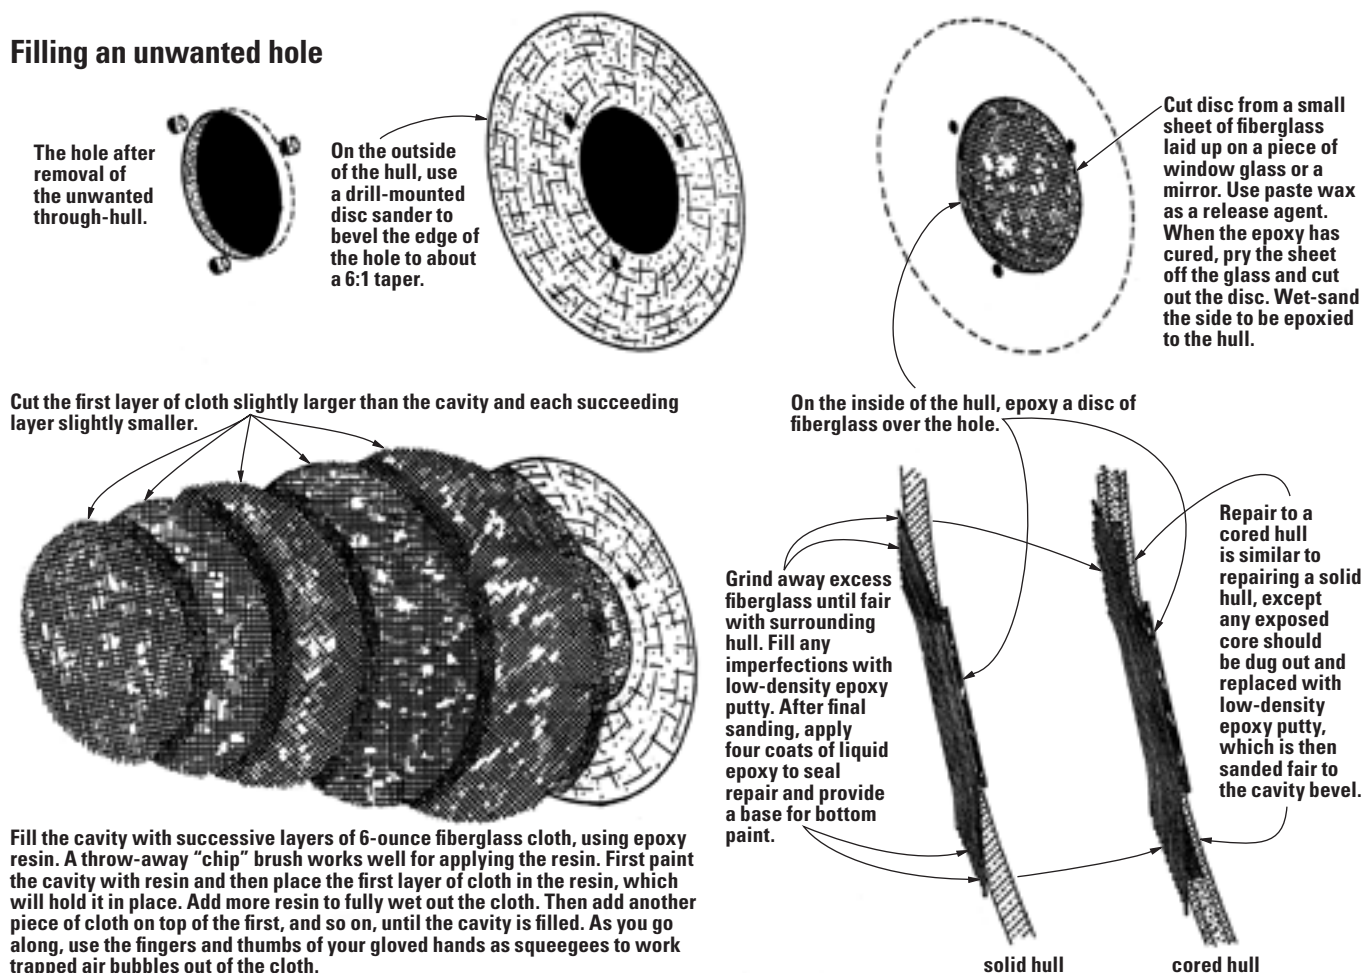 Filling an unwanted hole
The hole after
removal of
the unwanted
through-hull.
On the outside
of the hull, use
a drill-mounted
disc sander to
bevel the edge of
the hole to about
a 6:1 taper.
Cut disc from a small
sheet of fiberglass
laid up on a piece of
window glass or a
mirror. Use paste wax
as a release agent.
When the epoxy has
cured, pry the sheet
off the glass and cut
out the disc. Wet-sand
the side to be epoxied
to the hull.
Cut the first layer of cloth slightly larger than the cavity and each succeeding
layer slightly smaller.
On the inside of the hull, epoxy a disc of
fiberglass over the hole.
Grind away excess
fiberglass until fair
with surrounding
hull. Fill any
imperfections with
low-density epoxy
putty. After final
sanding, apply
four coats of liquid
epoxy to seal
repair and provide
a base for bottom
paint.
Repair to a
cored hull
is similar to
repairing a solid
hull, except
any exposed
core should
be dug out and
replaced with
low-density
epoxy putty,
which is then
sanded fair to
the cavity bevel.
Fill the cavity with successive layers of 6-ounce fiberglass cloth, using epoxy
resin. A throw-away “chip” brush works well for applying the resin. First paint
the cavity with resin and then place the first layer of cloth in the resin, which
will hold it in place. Add more resin to fully wet out the cloth. Then add another
piece of cloth on top of the first, and so on, until the cavity is filled. As you go
along, use the fingers and thumbs of your gloved hands as squeegees to work
trapped air bubbles out of the cloth.
solid hull
cored hull